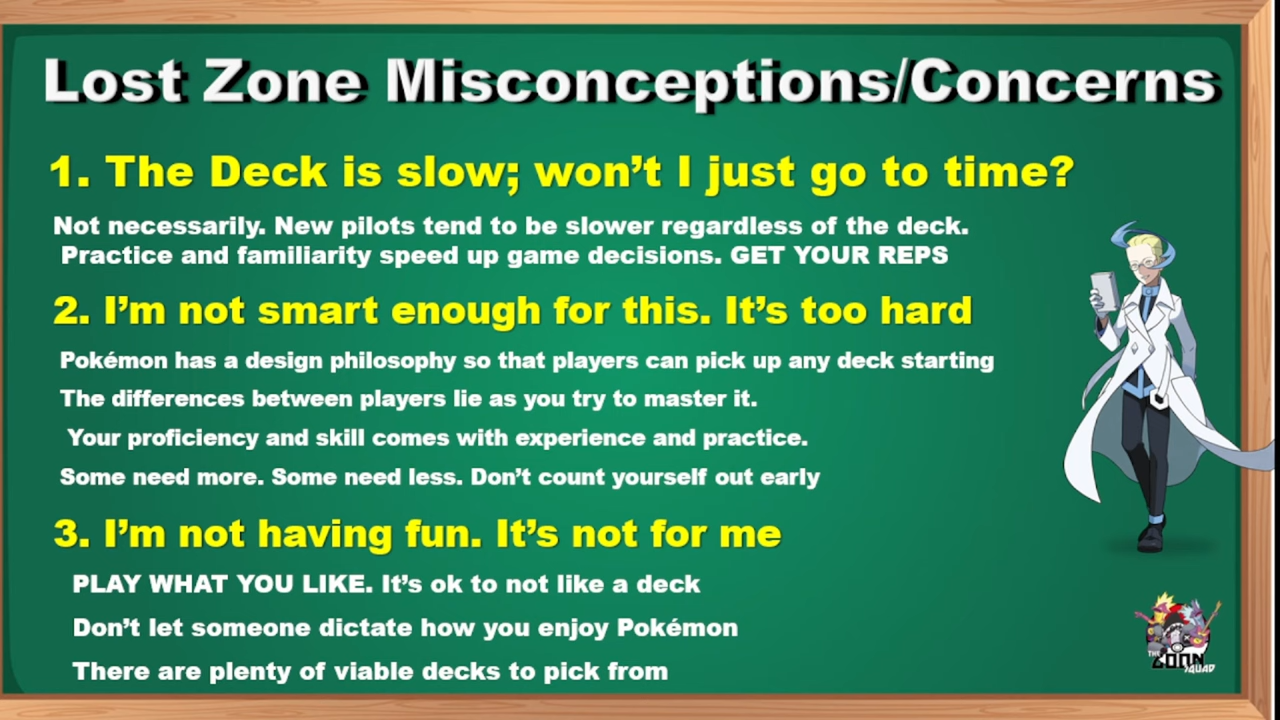 Lost Zone Misconceptions/Concerns
1. The Deck is slow; won’t I just go to time?
Not necessarily. New pilots tend to be slower regardless of the deck.
Practice and familiarity speed up game decisions. GET YOUR REPS
2. I’m not smart enough for this. It’s too hard
Pokémon has a design philosophy so that players can pick up any deck starting
The differences between players lie as you try to master it.
Your proficiency and skill comes with experience and practice.
Some need more. Some need less. Don’t count yourself out early
3. I’m not having fun. It’s not for me
PLAY WHAT YOU LIKE. It’s ok to not like a deck
Don’t let someone dictate how you enjoy Pokémon
There are plenty of viable decks to pick from
THE
SQUAD